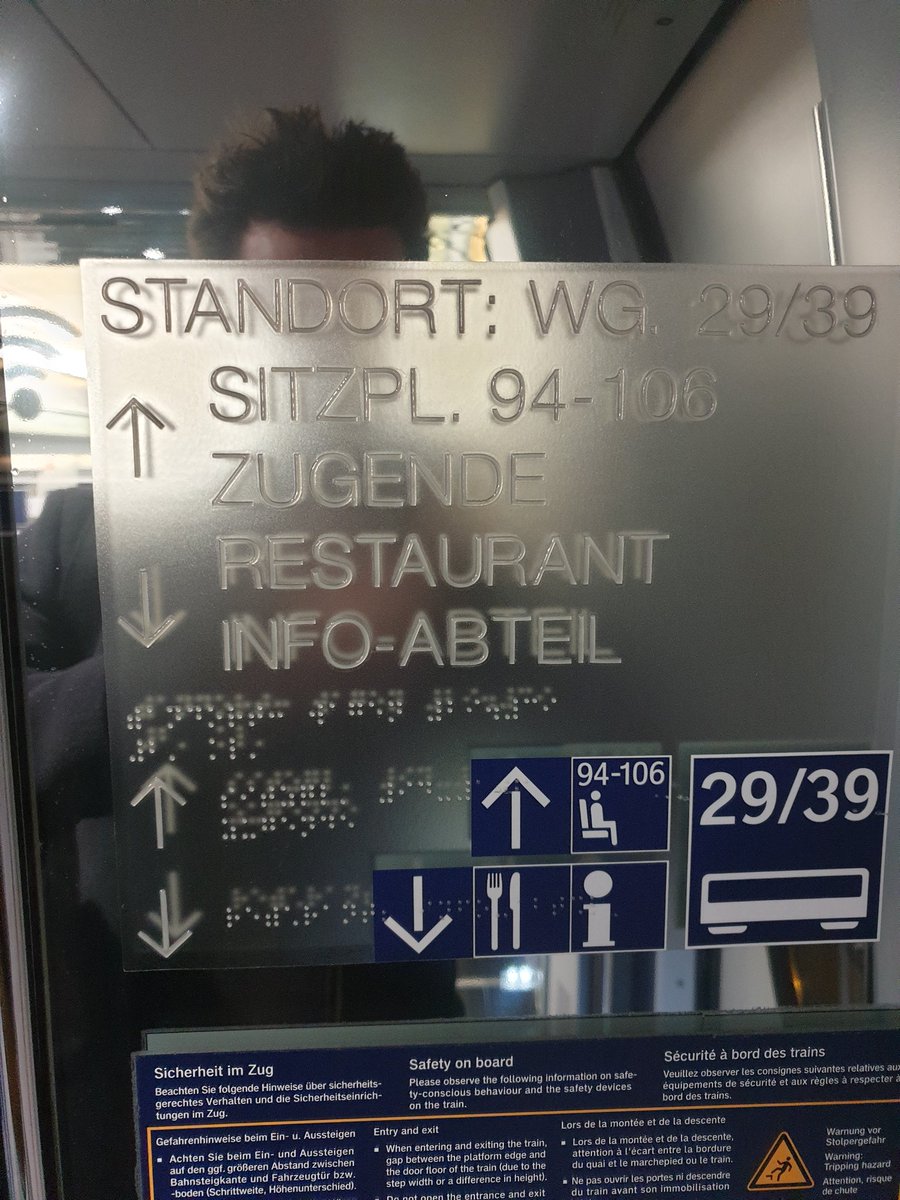 STANDORT: WG. 29/39
↑ SITZPL. 94-106
ZUGENDE
↓ RESTAURANT
INFO-ABTEIL
94-106
29/39
Sicherheit im Zug
Beachten Sie folgende Hinweise über sicherheits-
gerechtes Verhalten und die Sicherheitseinrich-
tungen im Zug.
Safety on board
Please observe the following information on safe-
ty-conscious behaviour and the safety devices
on the train.
Sécurité à bord des trains
Veuillez observer les consignes suivantes relatives aux
équipements de sécurité et aux règles à respecter à
bord des trains.
Gefahrenhinweise beim Ein- u. Aussteigen
▪ Achten Sie beim Ein- und Aussteigen
auf den ggf. größeren Abstand zwischen
Bahnsteigkante und Fahrzeugtür bzw.
-boden (Schrittweite, Höhenunterschied).
Entry and exit
▪ When entering and exiting the train,
gap between the platform edge and
the door floor of the train (due to the
step width or a difference in height).
▪ Do not open the entrance and exit
Lors de la montée et de la descente
▪ Lors de la montée et de la descente,
attention à l'écart entre la bordure
du quai et le marchepied ou le train.
▪ Ne pas ouvrir les portes ni descendre
du train avant son immobilisation
Warnung vor
Stolpergefahr
Warning:
Tripping hazard
Attention, risque
de chute